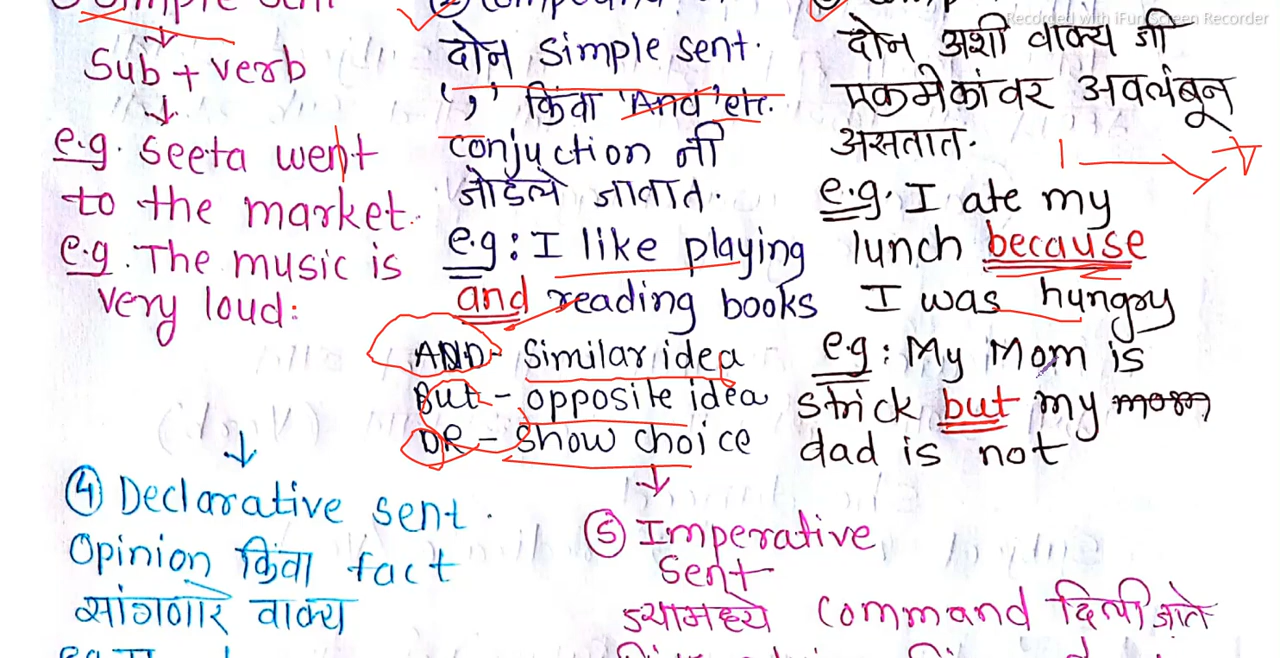 ① Simple sent
Sub + verb
e.g. Seeta went
to the market.
e.g. The music is
very loud:
दोन simple sent.
',' किंवा 'And' etc.
conjuction नी
जोडले जातात.
e.g: I like playing
and reading books
AND - Similar idea
But - opposite idea
OR - Show choice
Recorded with iFun Screen Recorder
दोन अशी वाक्य जी
एकमेकांवर अवलंबून
असतात.
e.g. I ate my
lunch because
I was hungry
e.g: My Mom is
strick but my mom
dad is not
④ Declarative sent.
Opinion किंवा fact
सांगणारे वाक्य
⑤ Imperative
Sent
ज्यामध्ये command दिली जाते